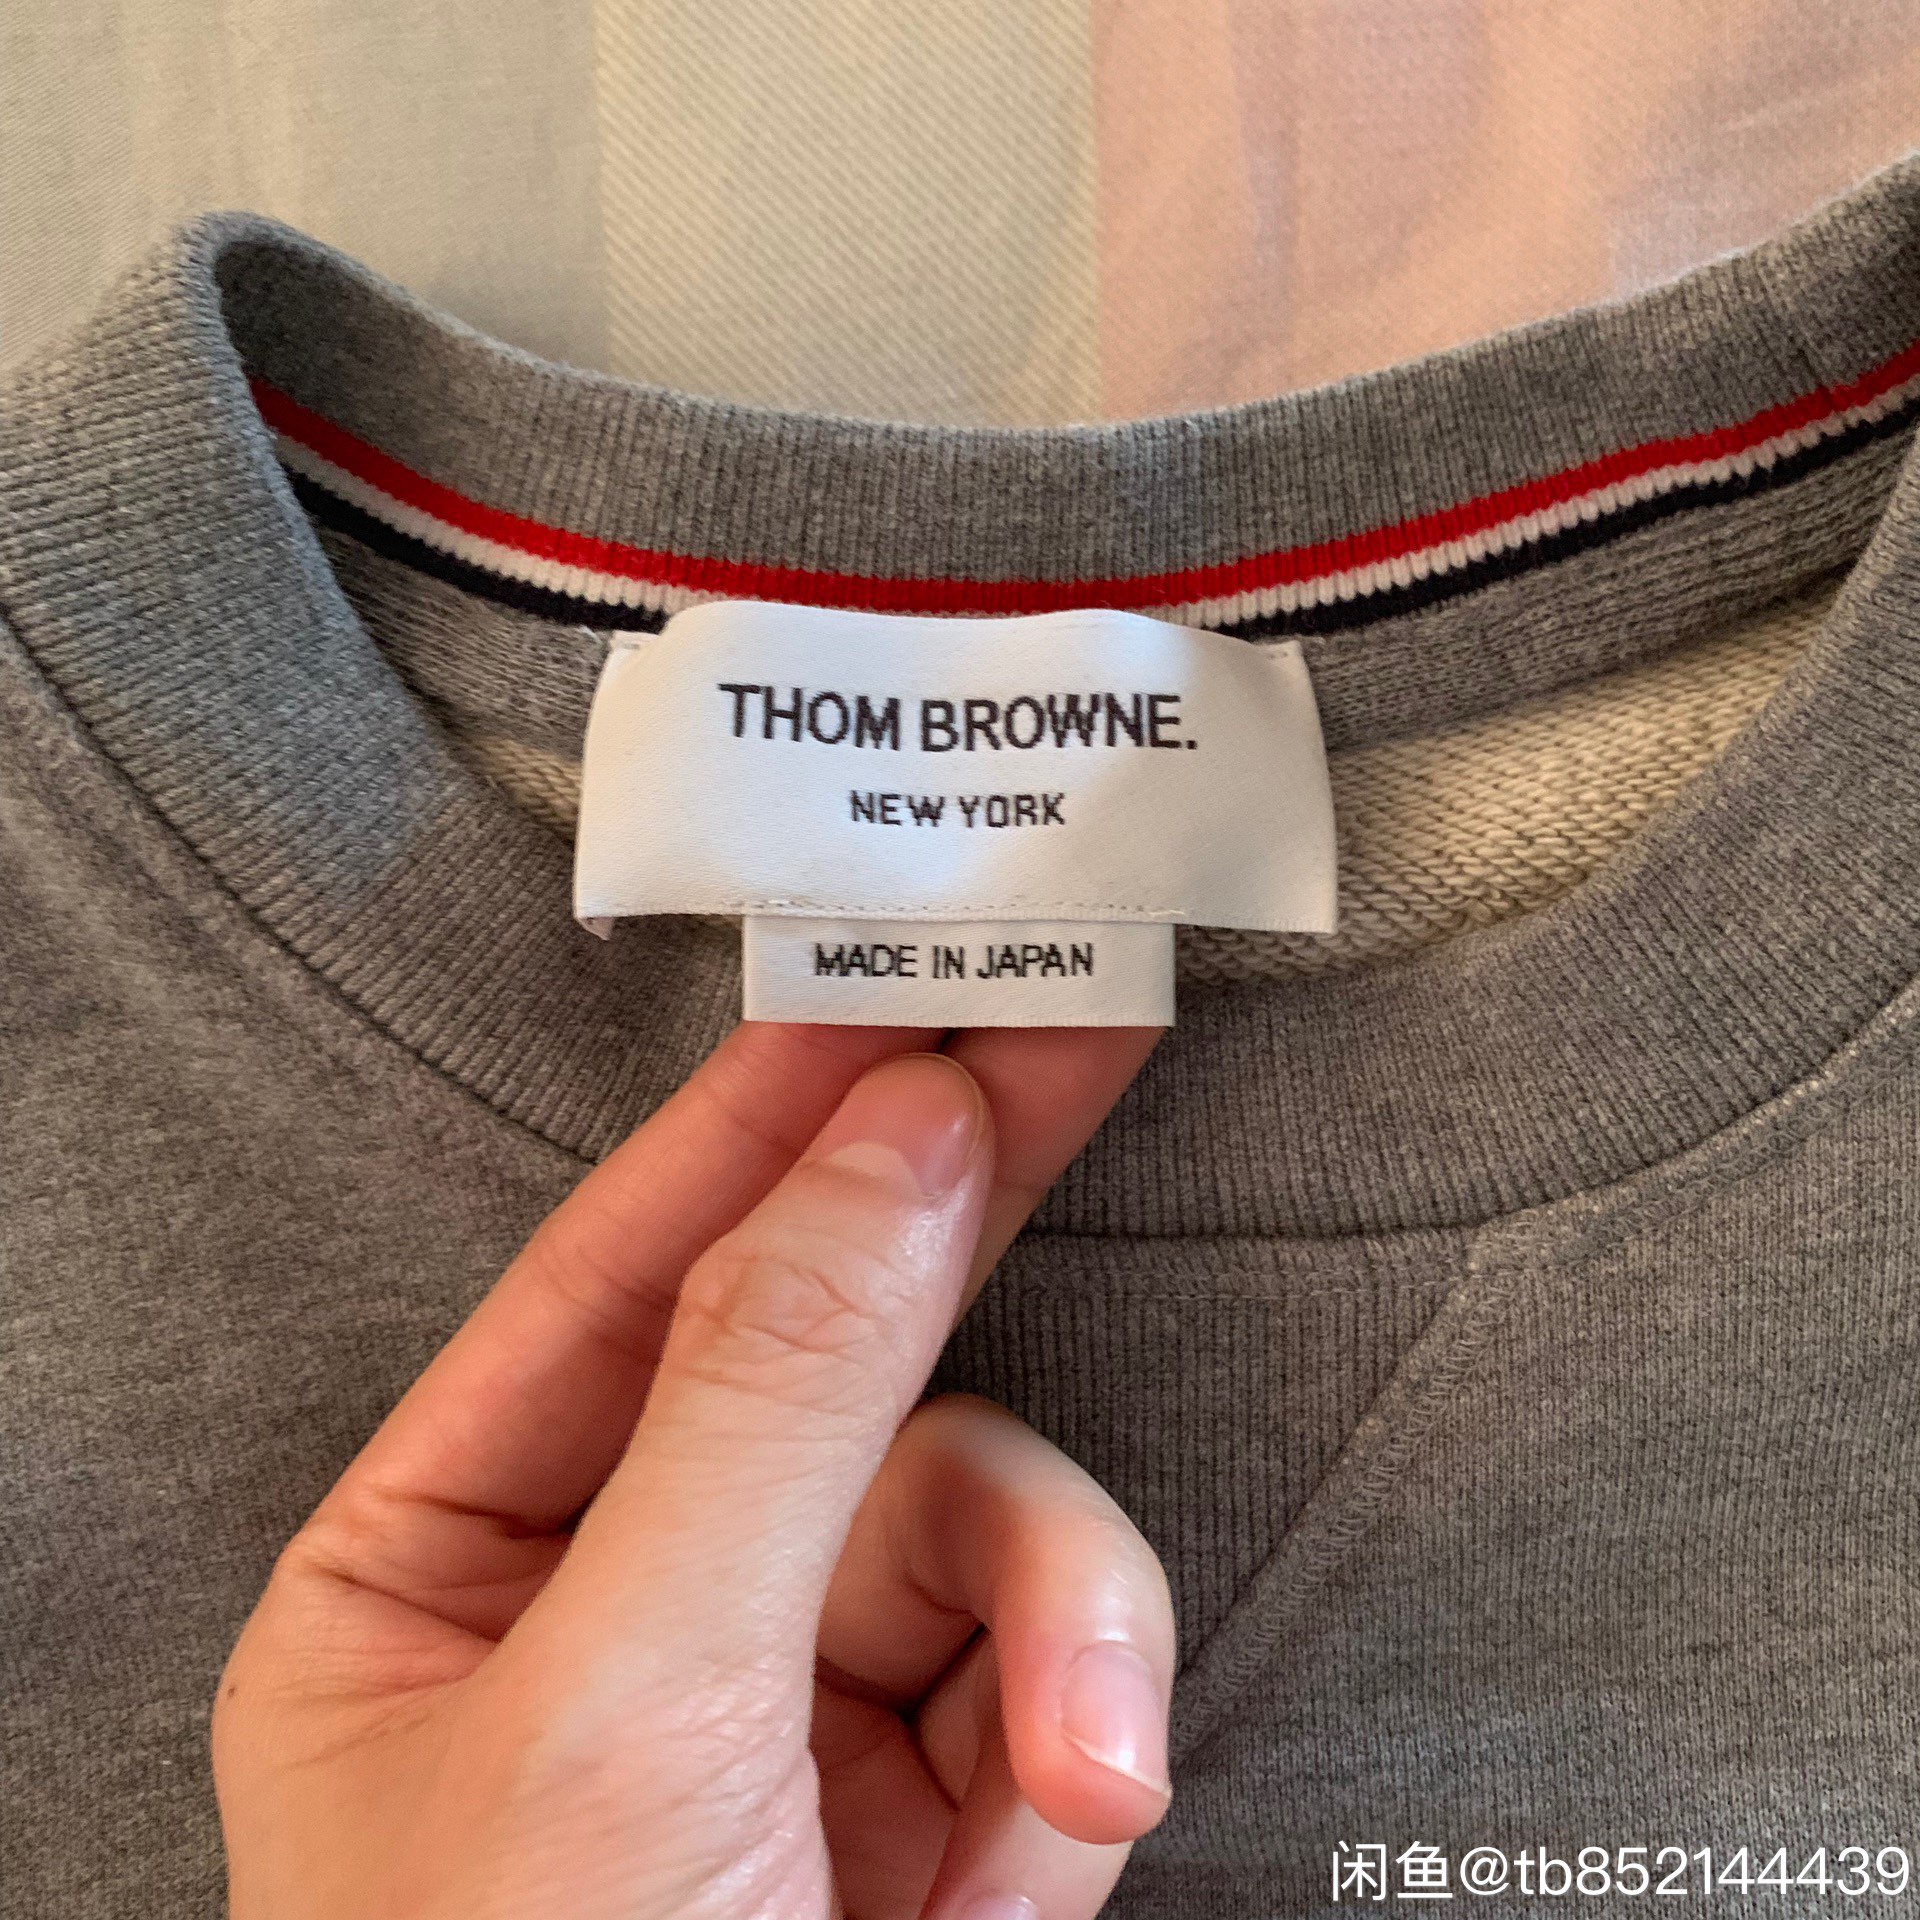 THOM BROWNE.
NEW YORK
MADE IN JAPAN
闲鱼@tb852144439